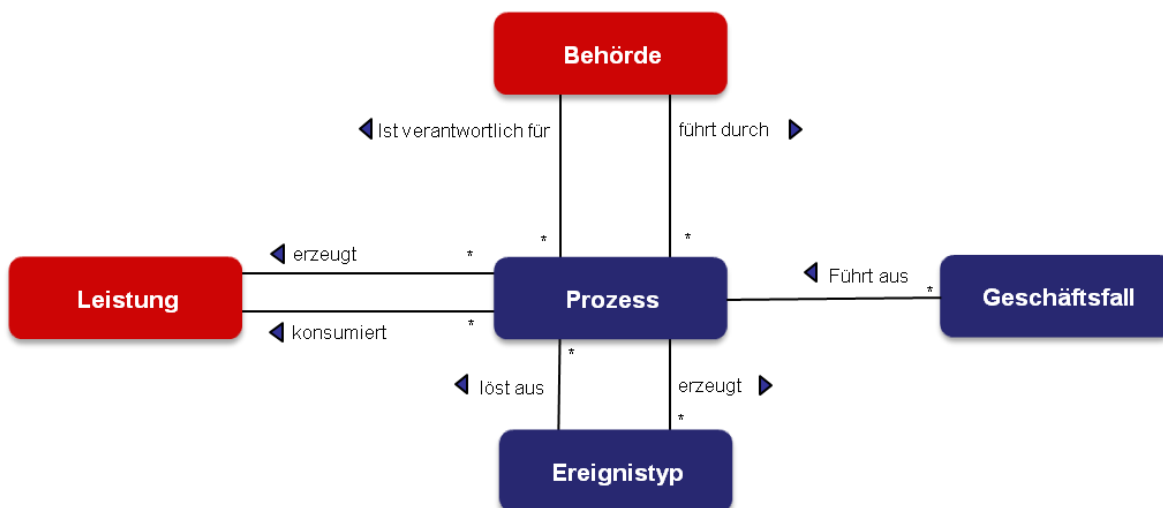 Behörde
Ist verantwortlich für
führt durch
*
*
erzeugt
*
Führt aus
*
Leistung
Prozess
Geschäftsfall
konsumiert
*
*
löst aus
erzeugt
*
Ereignistyp